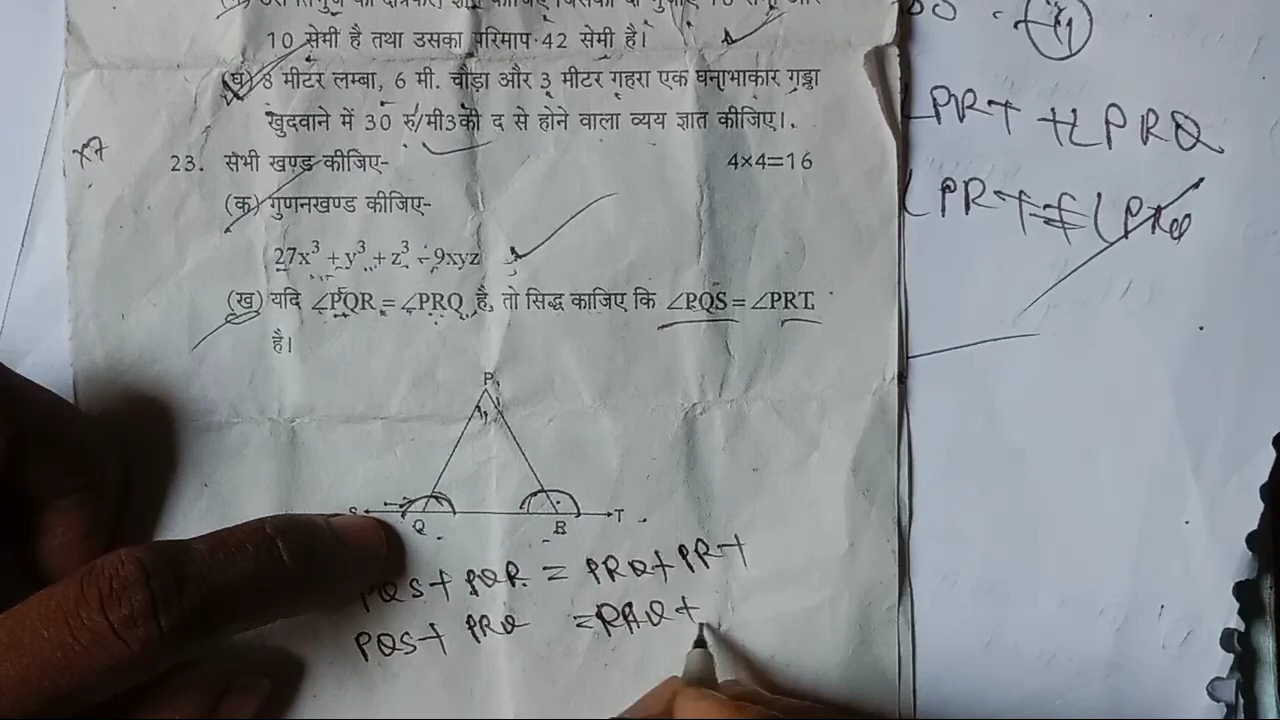 10 सेमी है तथा उसका परिमाप 42 सेमी है।
(घ) 8 मीटर लम्बा, 6 मी. चौड़ा और 3 मीटर गहरा एक घनाभाकार गड्ढा
खुदवाने में 30 रु/मी3की द से होने वाला व्यय ज्ञात कीजिए।
23. सभी खण्ड कीजिए- 4×4=16
(क) गुणनखण्ड कीजिए-
27x³ + y³ + z³ - 9xyz
(ख) यदि ∠PQR = ∠PRQ है, तो सिद्ध काजिए कि ∠PQS = ∠PRT
है।
P
S Q R T
PQS + PQR = PRQ + PRT
PQS + PRQ = PRQ +
∠PRT + ∠PRQ
∠PRT